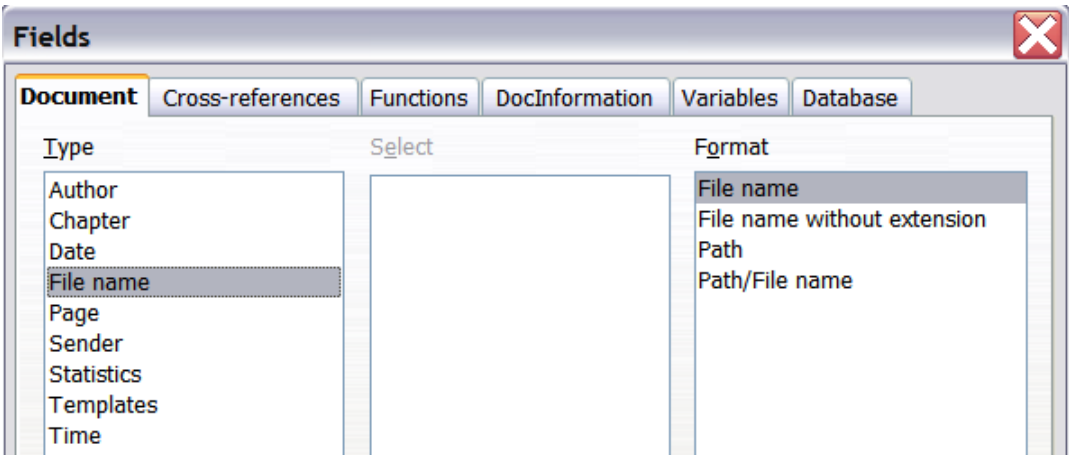 Fields
Document Cross-references Functions DocInformation Variables Database
Type Select Format
Author
Chapter
Date
File name
Page
Sender
Statistics
Templates
Time
File name
File name without extension
Path
Path/File name